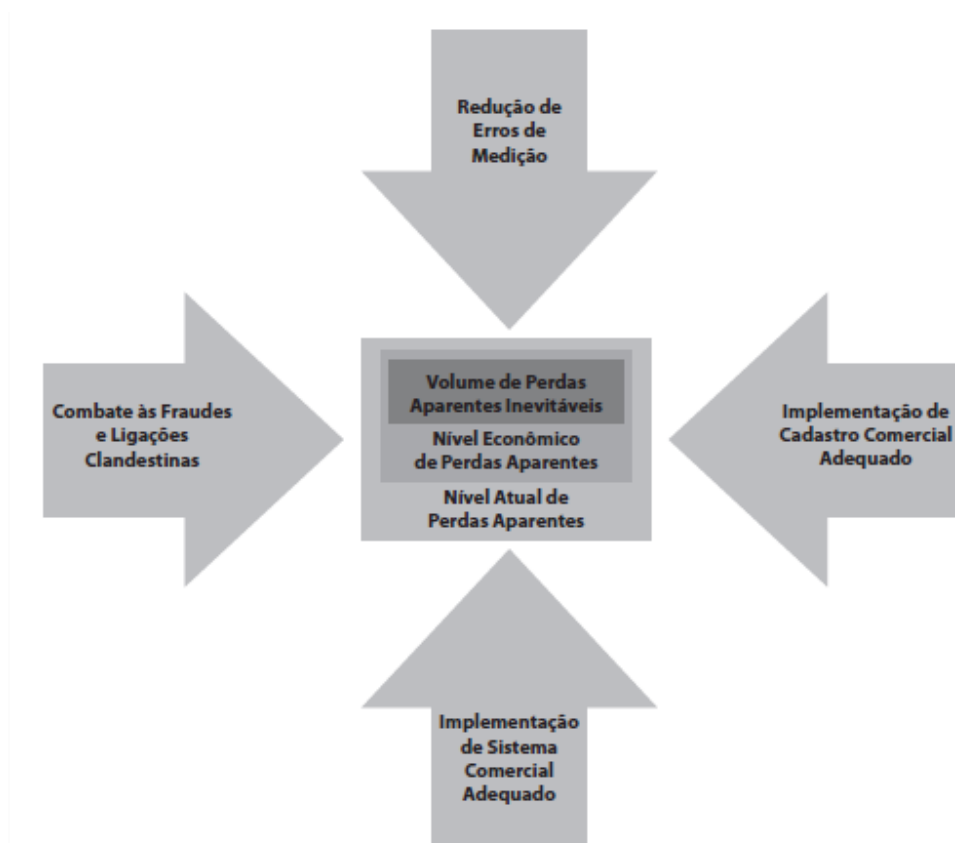 Redução de
Erros de
Medição
Combate às Fraudes
e Ligações
Clandestinas
Volume de Perdas
Aparentes Inevitáveis
Nível Econômico
de Perdas Aparentes
Nível Atual de
Perdas Aparentes
Implementação de
Cadastro Comercial
Adequado
Implementação
de Sistema
Comercial
Adequado